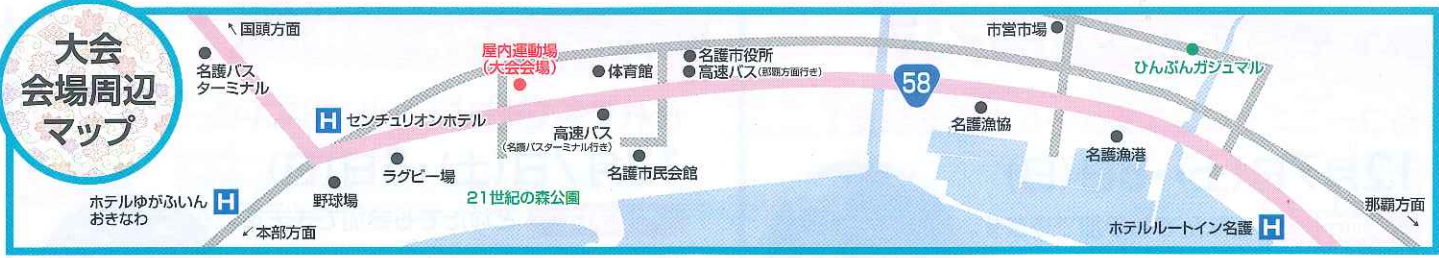 大会
会場周辺
マップ
↖国頭方面
名護バス
ターミナル
H センチュリオンホテル
ホテルゆがふいん H
おきなわ
↙本部方面
野球場
ラグビー場
21世紀の森公園
屋内運動場
(大会会場)
体育館
高速バス
(名護バスターミナル行き)
名護市役所
高速バス(那覇方面行き)
名護市民会館
58
市営市場
ひんぷんガジュマル
名護漁協
名護漁港
ホテルルートイン名護 H
那覇方面
↘